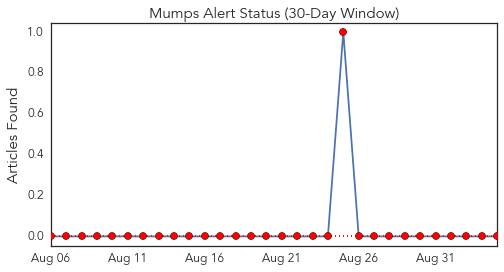 Mumps Alert Status (30-Day Window)
Articles Found
1.0
0.8
0.6
0.4
0.2
0.0
Aug 06 Aug 11 Aug 16 Aug 21 Aug 26 Aug 31